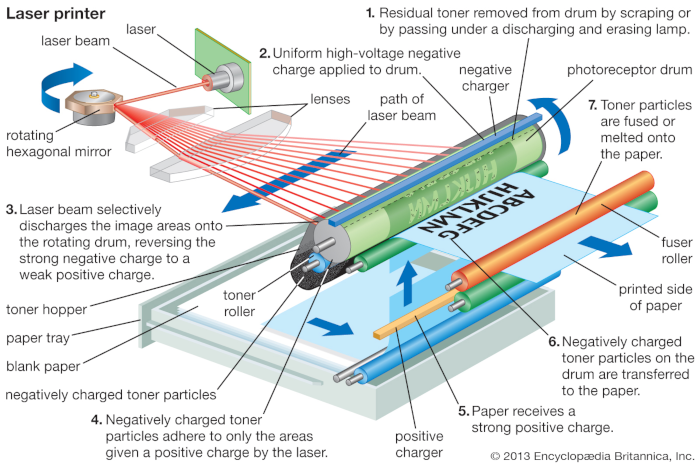 Laser printer
laser
laser beam
rotating
hexagonal mirror
lenses
path of
laser beam
1. Residual toner removed from drum by scraping or
by passing under a discharging and erasing lamp.
2. Uniform high-voltage negative
charge applied to drum.
negative
charger
photoreceptor drum
7. Toner particles
are fused or
melted onto
the paper.
3. Laser beam selectively
discharges the image areas onto
the rotating drum, reversing the
strong negative charge to a
weak positive charge.
ABCDEFG
HIJKLMN
fuser
roller
printed side
of paper
toner hopper
toner
roller
paper tray
blank paper
negatively charged toner particles
4. Negatively charged toner
particles adhere to only the areas
given a positive charge by the laser.
positive
charger
5. Paper receives a
strong positive charge.
6. Negatively charged
toner particles on the
drum are transferred
to the paper.
© 2013 Encyclopædia Britannica, Inc.